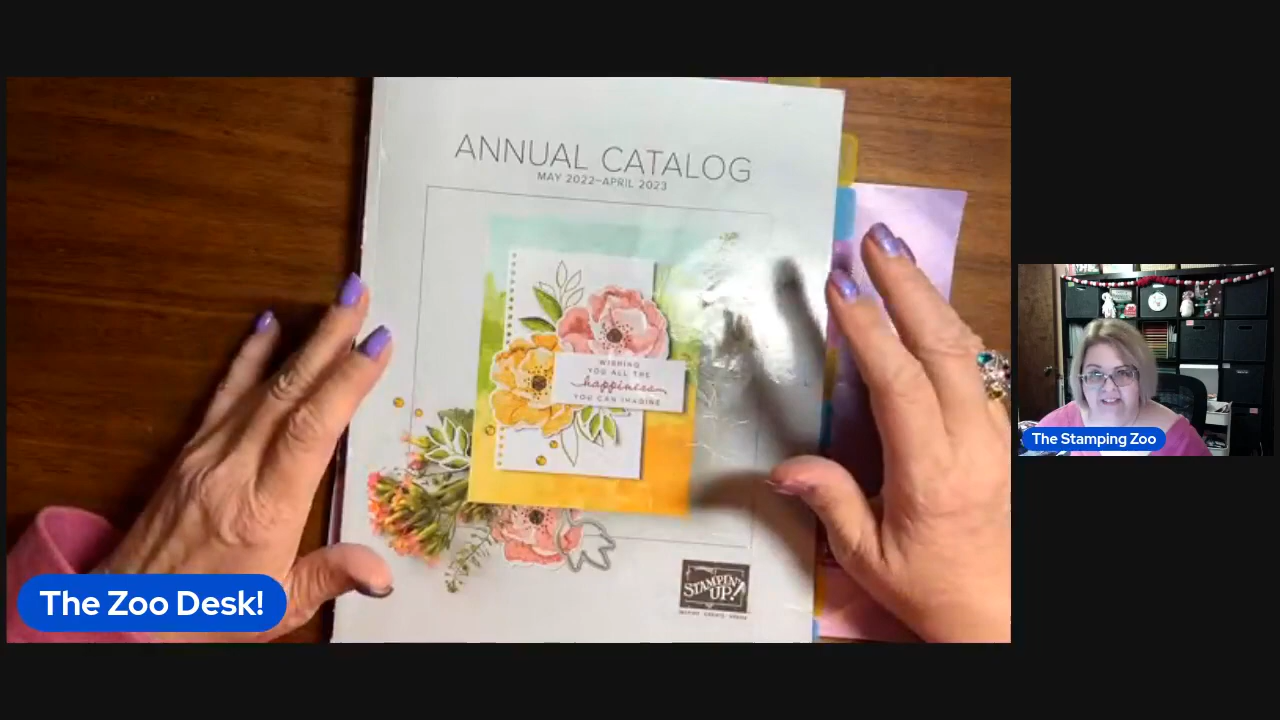 ANNUAL CATALOG
MAY 2022–APRIL 2023
WISHING
YOU ALL THE
happiness
YOU CAN IMAGINE
STAMPIN'
UP!
The Zoo Desk!
The Stamping Zoo